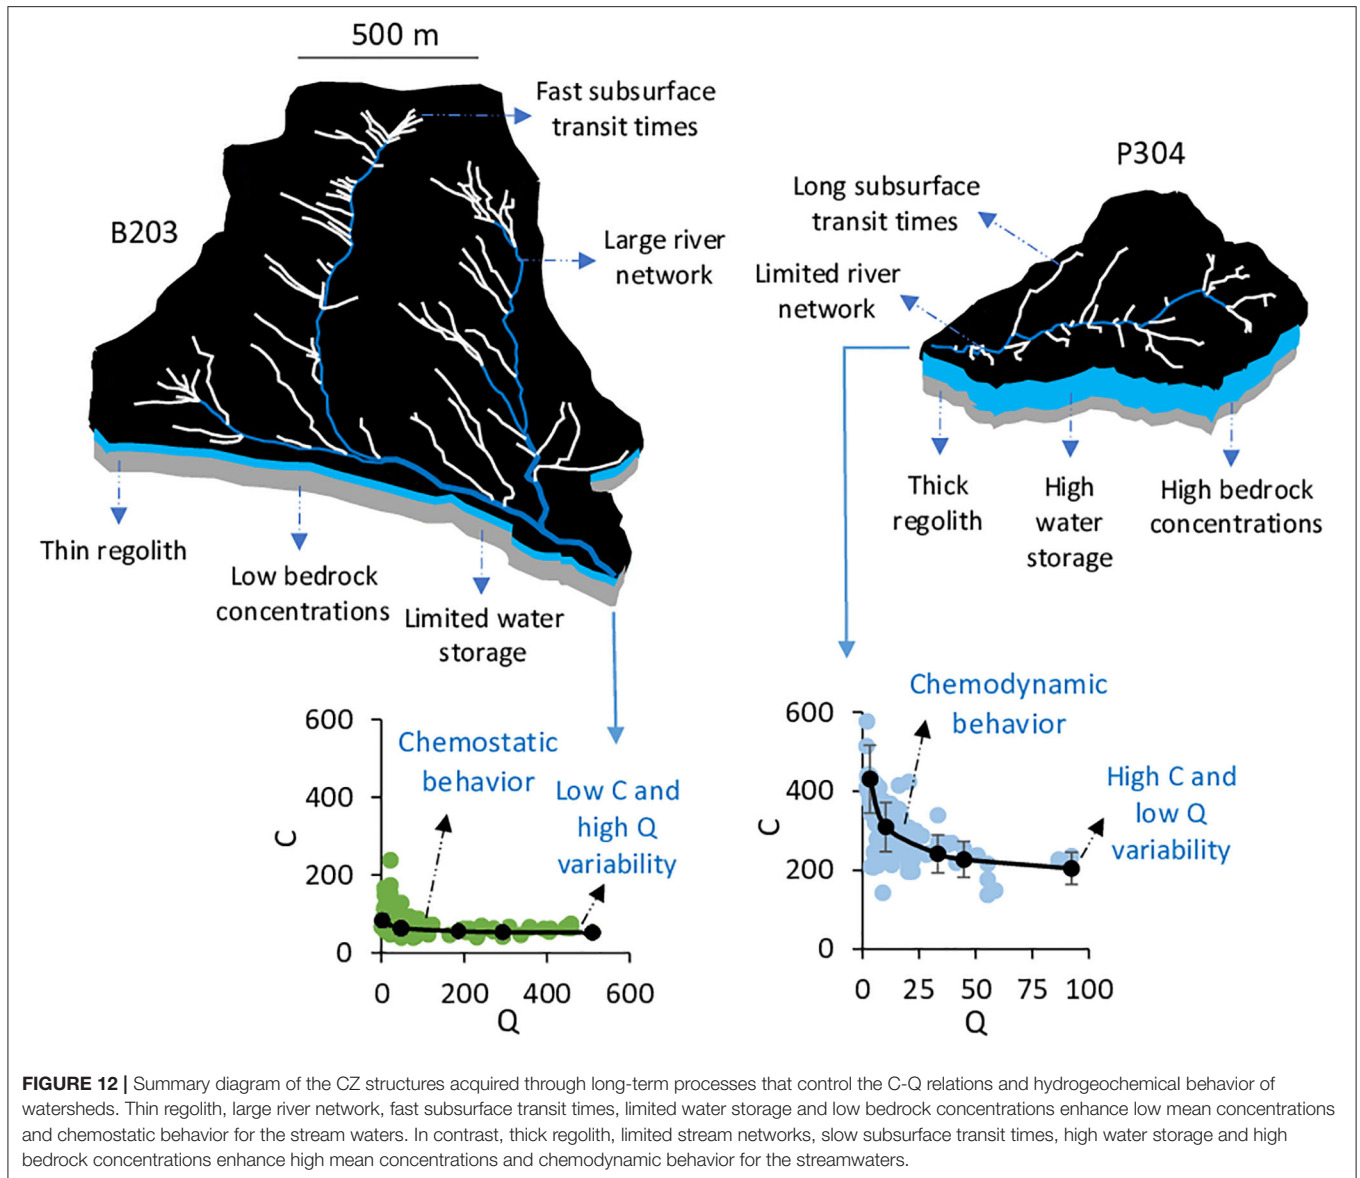 500 m
Fast subsurface
transit times
B203
Large river
network
Thin regolith
Low bedrock
concentrations
Limited water
storage
P304
Long subsurface
transit times
Limited river
network
Thick
regolith
High
water
storage
High bedrock
concentrations
600
400
200
0
C
Chemostatic
behavior
Low C and
high Q
variability
0 200 400 600
Q
600
400
200
0
C
Chemodynamic
behavior
High C and
low Q
variability
0 25 50 75 100
Q
FIGURE 12 | Summary diagram of the CZ structures acquired through long-term processes that control the C-Q relations and hydrogeochemical behavior of
watersheds. Thin regolith, large river network, fast subsurface transit times, limited water storage and low bedrock concentrations enhance low mean concentrations
and chemostatic behavior for the stream waters. In contrast, thick regolith, limited stream networks, slow subsurface transit times, high water storage and high
bedrock concentrations enhance high mean concentrations and chemodynamic behavior for the streamwaters.